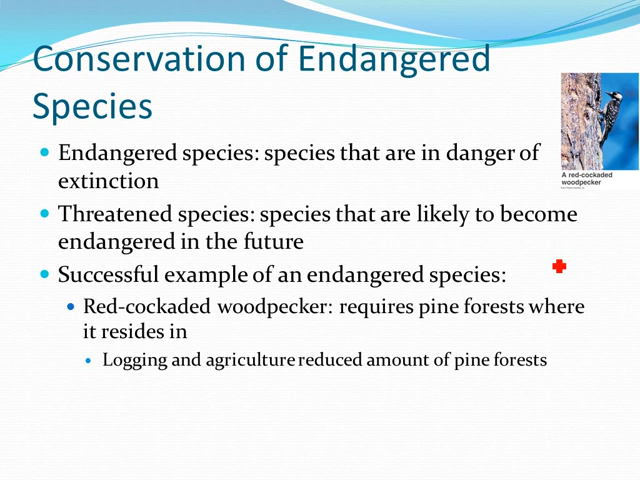 Conservation of Endangered
Species
Endangered species: species that are in danger of
extinction
Threatened species: species that are likely to become
endangered in the future
Successful example of an endangered species:
Red-cockaded woodpecker: requires pine forests where
it resides in
Logging and agriculture reduced amount of pine forests
A red-cockaded
woodpecker